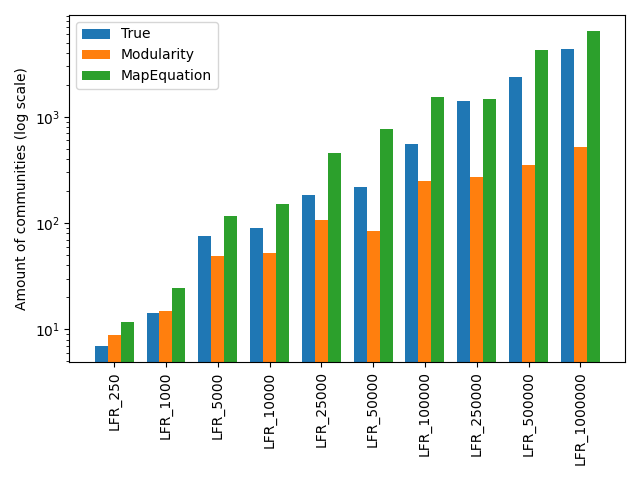 True
Modularity
MapEquation
Amount of communities (log scale)
10³
10²
10¹
LFR_250
LFR_1000
LFR_5000
LFR_10000
LFR_25000
LFR_50000
LFR_100000
LFR_250000
LFR_500000
LFR_1000000